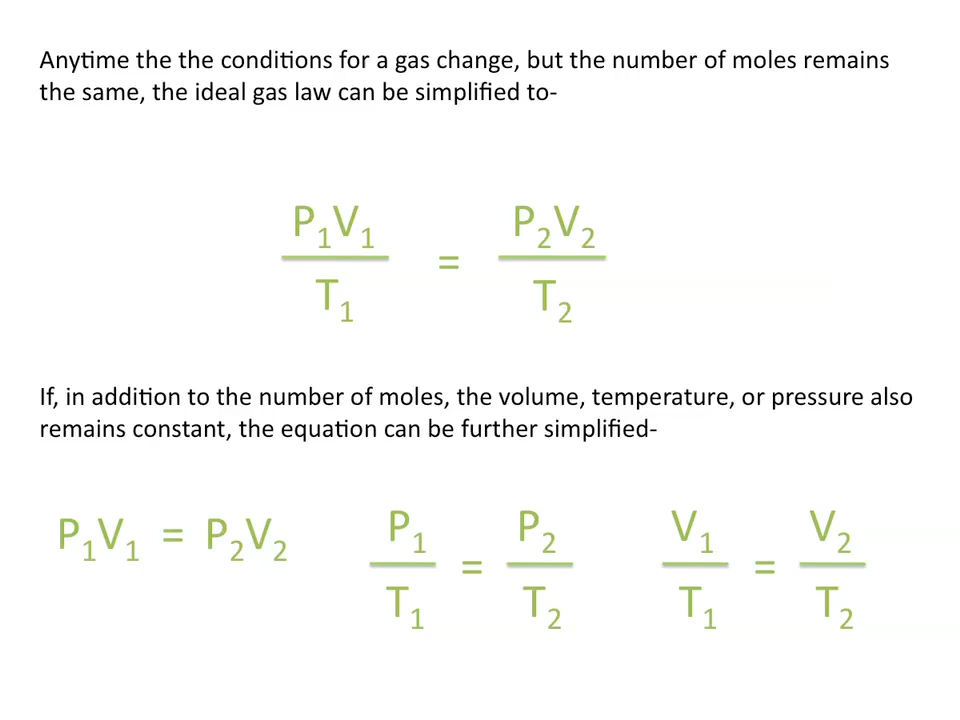 Anytime the the conditions for a gas change, but the number of moles remains
the same, the ideal gas law can be simplified to-
P₁V₁ / T₁ = P₂V₂ / T₂
If, in addition to the number of moles, the volume, temperature, or pressure also
remains constant, the equation can be further simplified-
P₁V₁ = P₂V₂ P₁ / T₁ = P₂ / T₂ V₁ / T₁ = V₂ / T₂